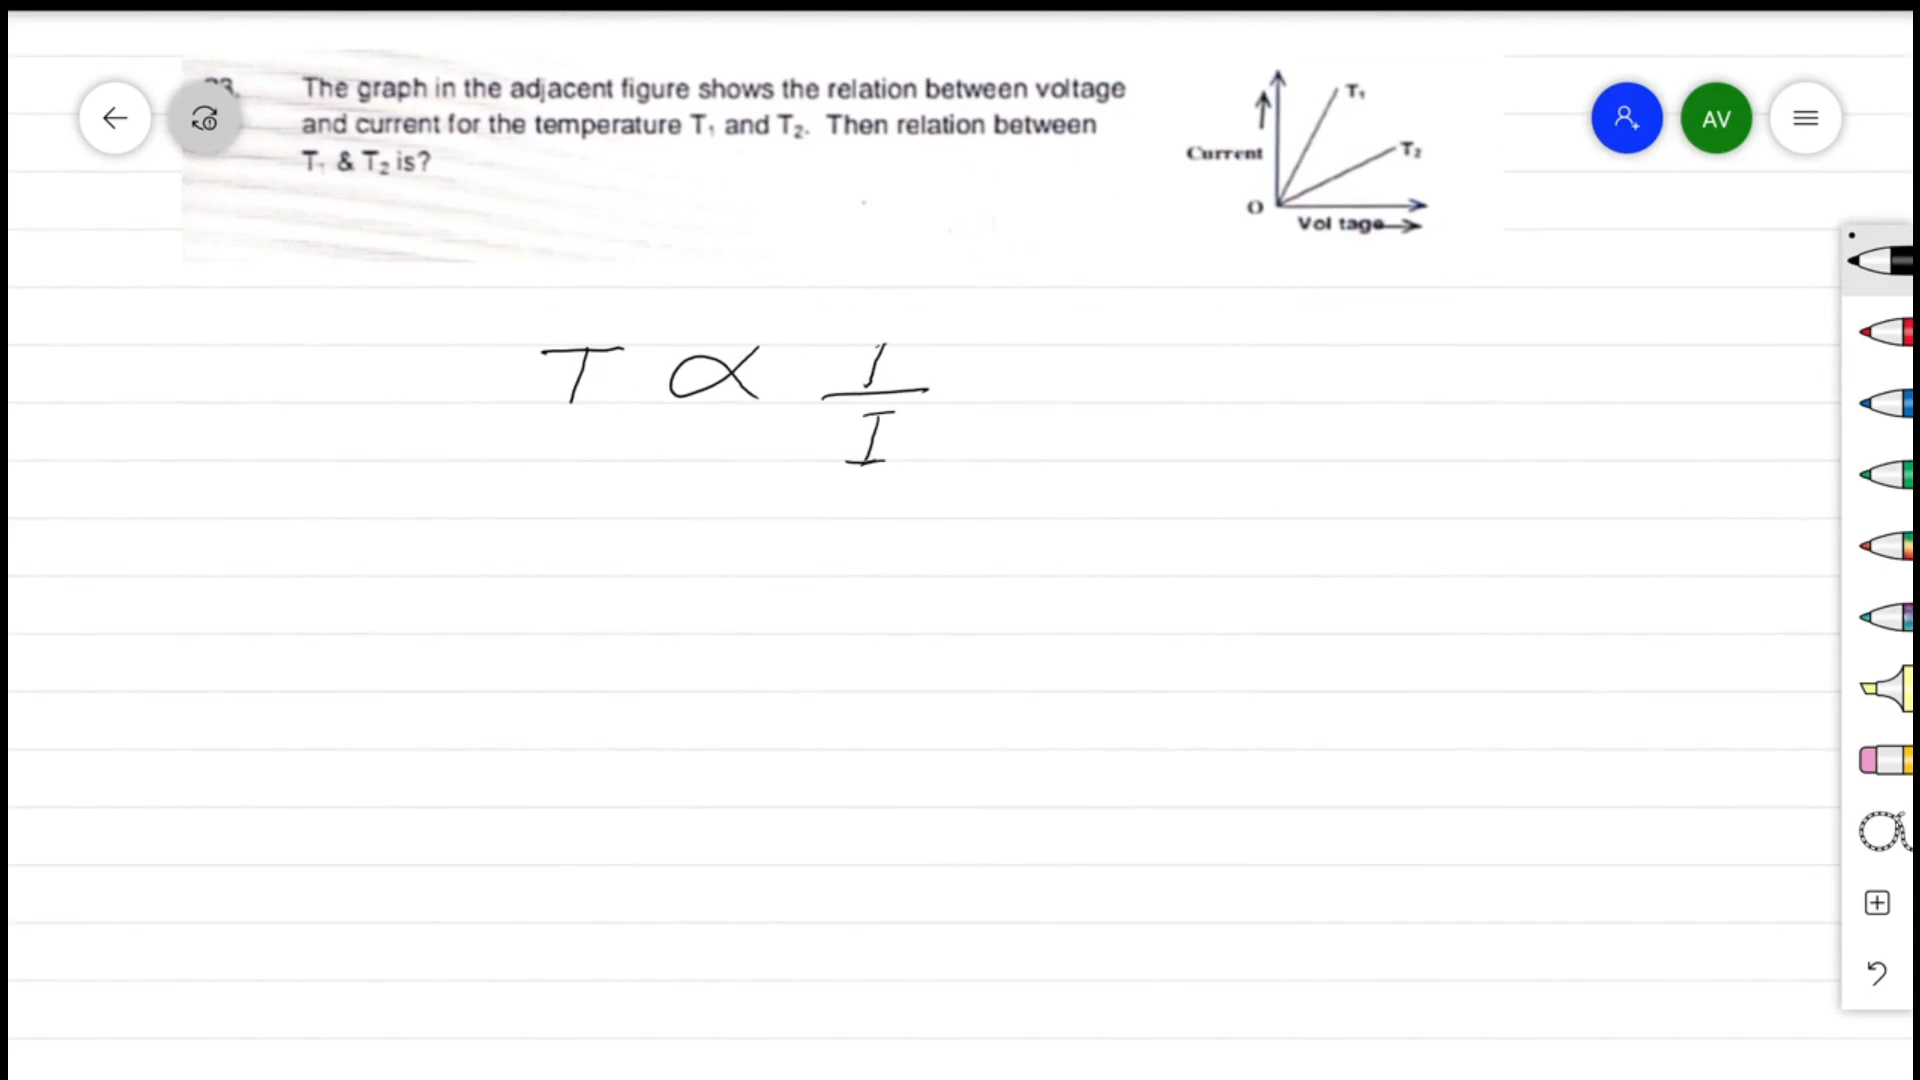 The graph in the adjacent figure shows the relation between voltage
and current for the temperature T₁ and T₂. Then relation between
T₁ & T₂ is?
T₁
T₂
Current
O
Vol tage
AV
T ∝ 1/I